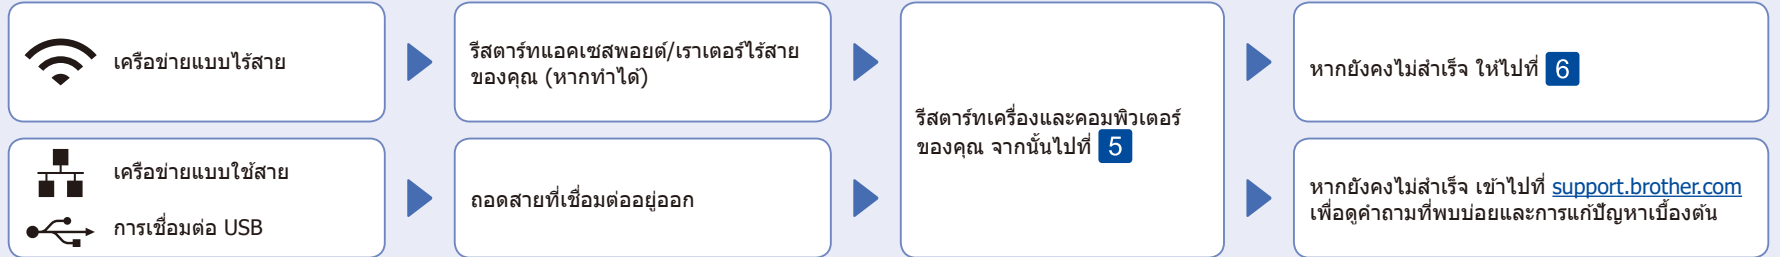 เครือข่ายแบบไร้สาย
รีสตาร์ทแอคเซสพอยต์/เราเตอร์ไร้สาย
ของคุณ (หากทำได้)
รีสตาร์ทเครื่องและคอมพิวเตอร์
ของคุณ จากนั้นไปที่ 5
หากยังคงไม่สำเร็จ ให้ไปที่ 6
เครือข่ายแบบใช้สาย
การเชื่อมต่อ USB
ถอดสายที่เชื่อมต่ออยู่ออก
หากยังคงไม่สำเร็จ เข้าไปที่ support.brother.com
เพื่อดูคำถามที่พบบ่อยและการแก้ปัญหาเบื้องต้น